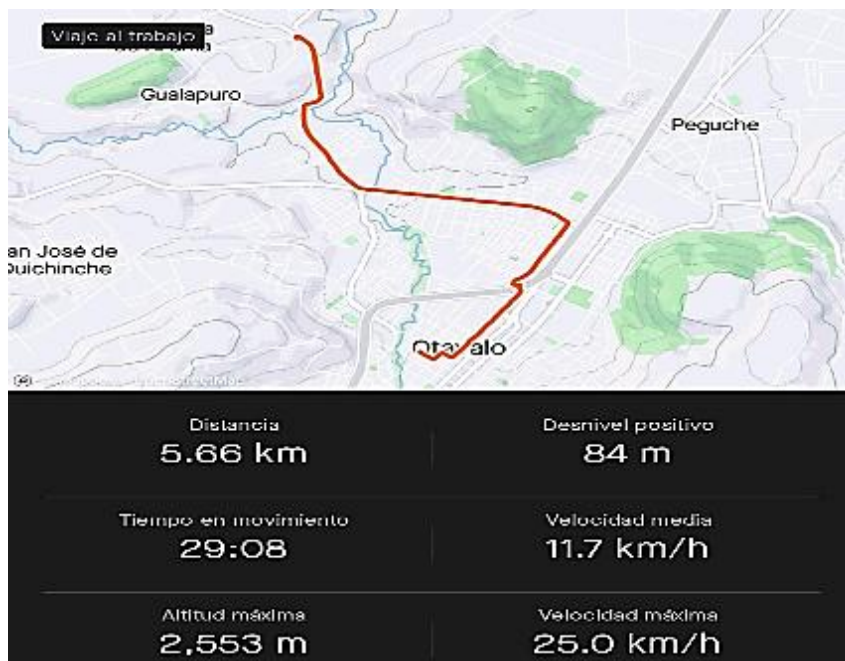 Viaje al trabajo
Gualapuro
Peguche
an José de
Quichinche
Otavalo
Distancia
5.66 km
Desnivel positivo
84 m
Tiempo en movimiento
29:08
Velocidad media
11.7 km/h
Altitud máxima
2,553 m
Velocidad máxima
25.0 km/h